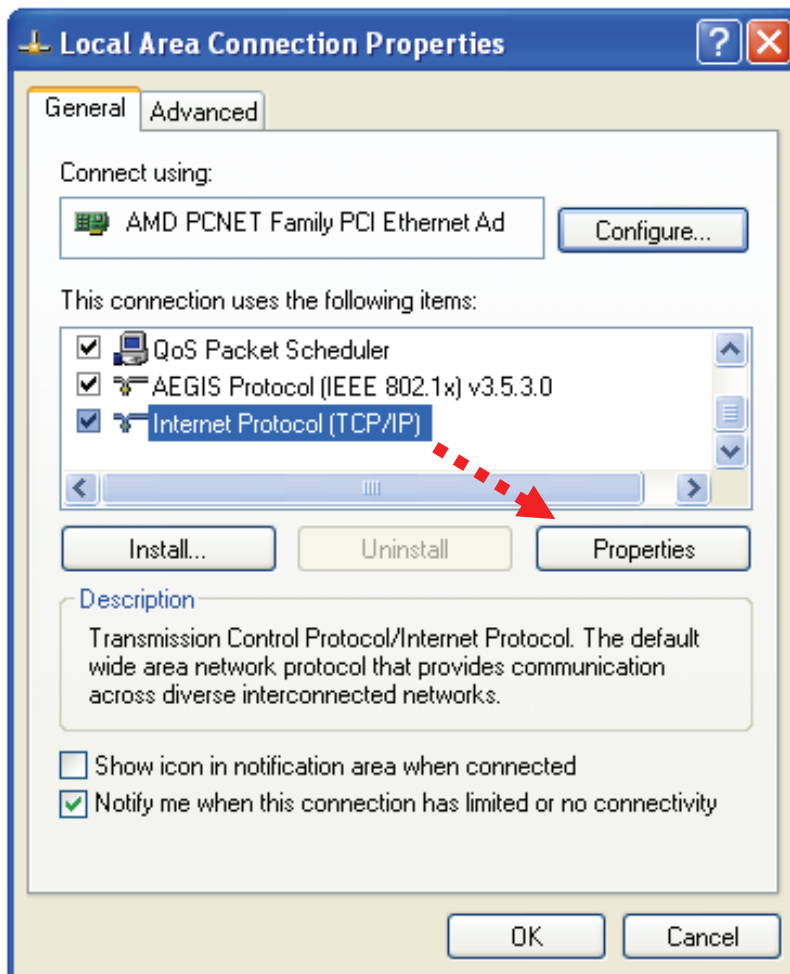 Local Area Connection Properties
?
General
Advanced
Connect using:
AMD PCNET Family PCI Ethernet Ad
Configure...
This connection uses the following items:
QoS Packet Scheduler
AEGIS Protocol (IEEE 802.1x) v3.5.3.0
Internet Protocol (TCP/IP)
Install...
Uninstall
Properties
Description
Transmission Control Protocol/Internet Protocol. The default
wide area network protocol that provides communication
across diverse interconnected networks.
Show icon in notification area when connected
Notify me when this connection has limited or no connectivity
OK
Cancel